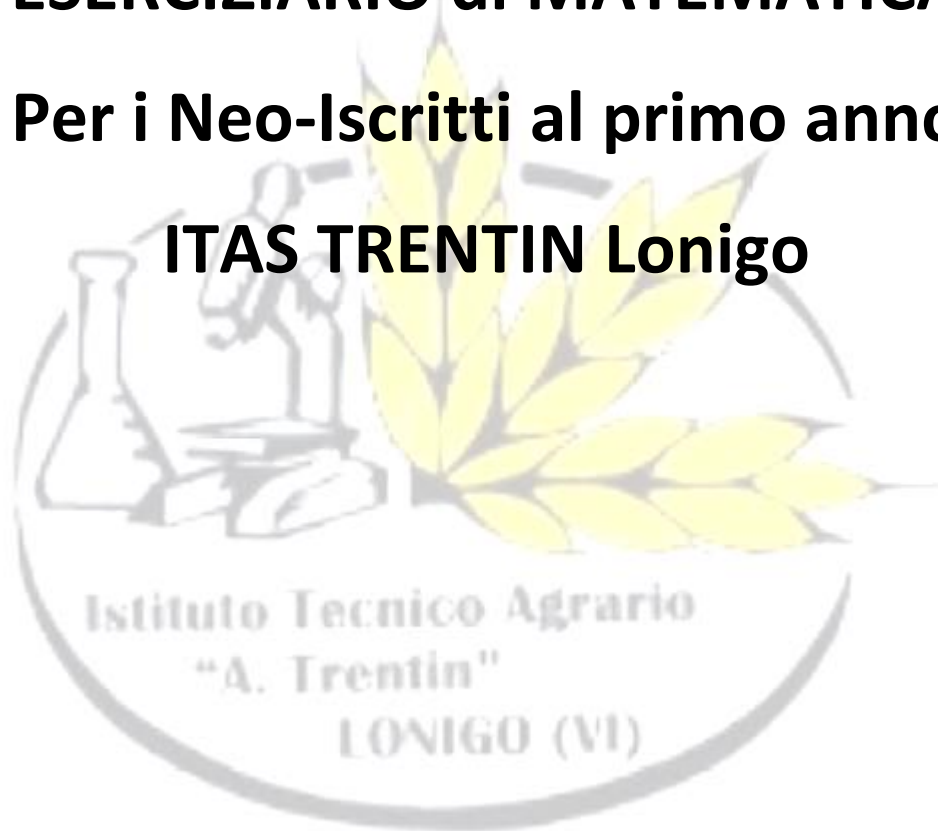 ESERCIZIARIO di MATEMATICA
Per i Neo-Iscritti al primo anno
ITAS TRENTIN Lonigo
Istituto Tecnico Agrario
"A. Trentin"
LONIGO (VI)